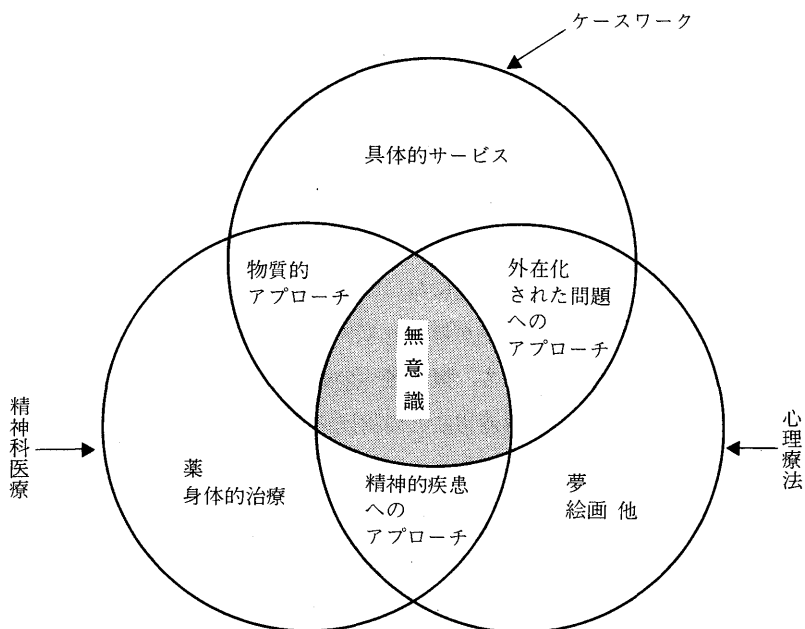 ケースワーク
具体的サービス
物質的
アプローチ
外在化
された問題
への
アプローチ
無意識
精神科医療
心理療法
薬
身体的治療
精神的疾患
への
アプローチ
夢
絵画 他